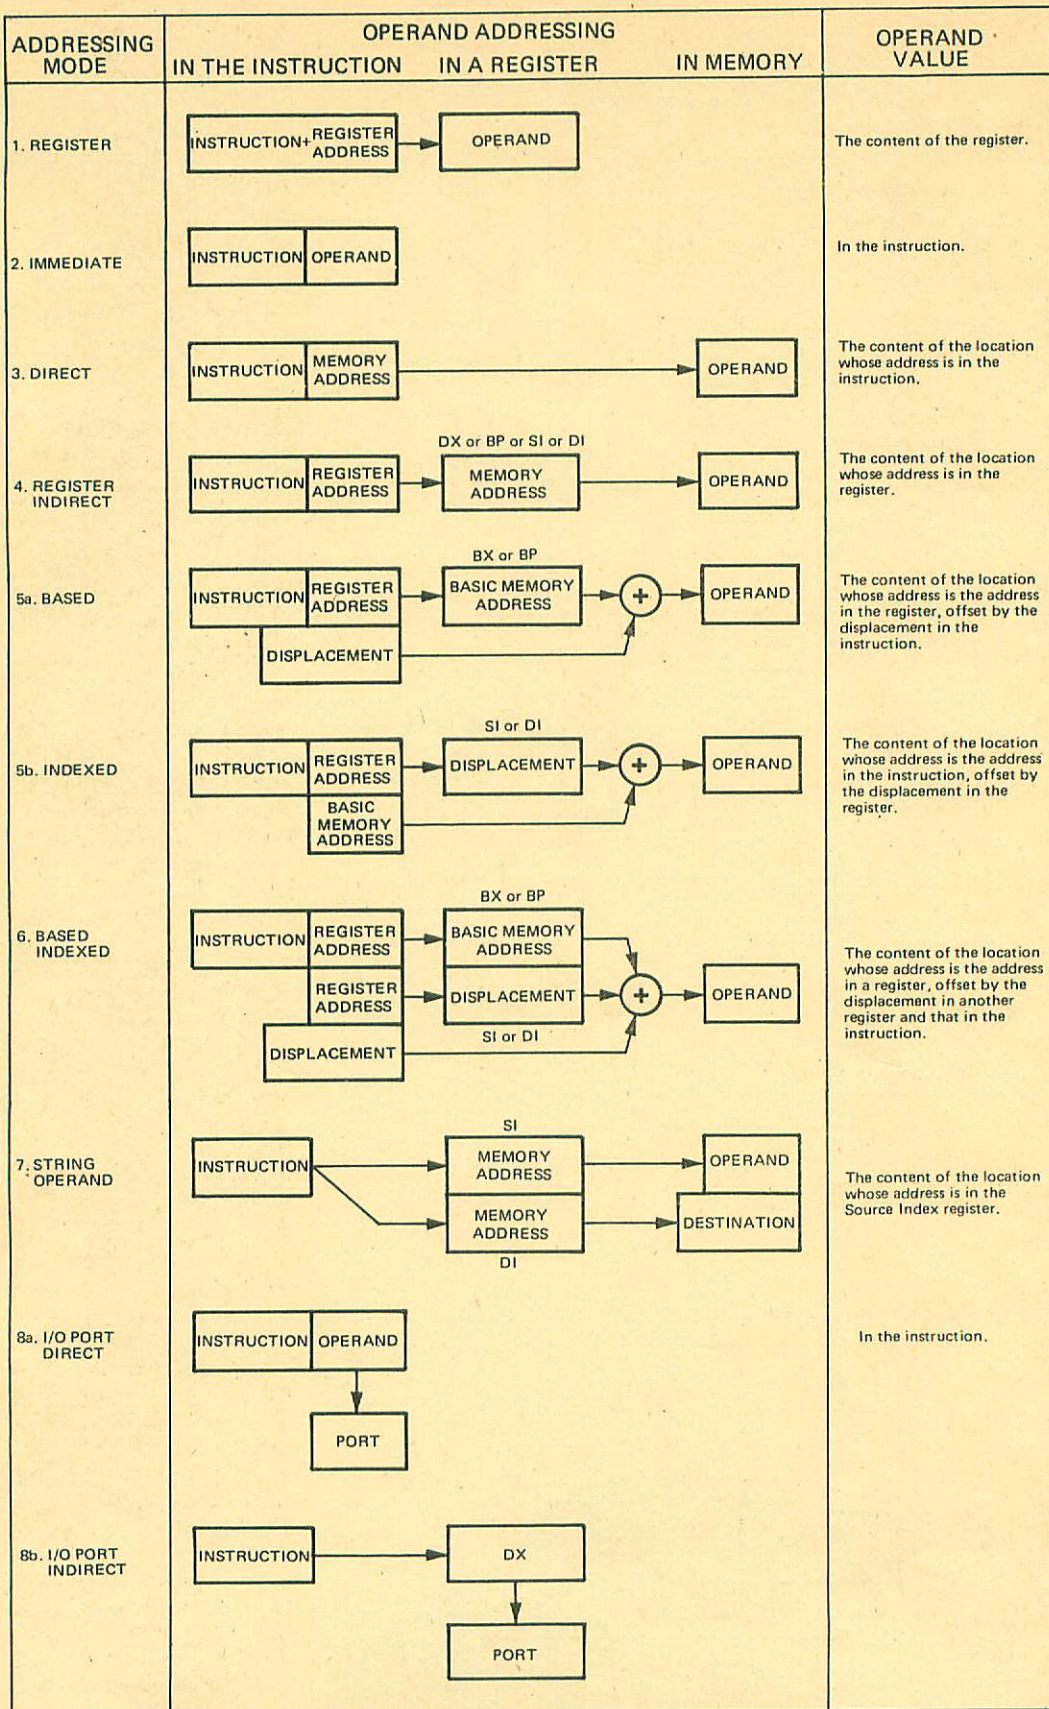 ADDRESSING
MODE
OPERAND ADDRESSING
IN THE INSTRUCTION IN A REGISTER IN MEMORY
OPERAND
VALUE
1. REGISTER
INSTRUCTION+
REGISTER
ADDRESS
OPERAND
The content of the register.
2. IMMEDIATE
INSTRUCTION
OPERAND
In the instruction.
3. DIRECT
INSTRUCTION
MEMORY
ADDRESS
OPERAND
The content of the location
whose address is in the
instruction.
4. REGISTER
INDIRECT
INSTRUCTION
REGISTER
ADDRESS
DX or BP or SI or DI
MEMORY
ADDRESS
OPERAND
The content of the location
whose address is in the
register.
5a. BASED
INSTRUCTION
REGISTER
ADDRESS
DISPLACEMENT
BX or BP
BASIC MEMORY
ADDRESS
+
OPERAND
The content of the location
whose address is the address
in the register, offset by the
displacement in the
instruction.
5b. INDEXED
INSTRUCTION
REGISTER
ADDRESS
BASIC
MEMORY
ADDRESS
SI or DI
DISPLACEMENT
+
OPERAND
The content of the location
whose address is the address
in the instruction, offset by
the displacement in the
register.
6. BASED
INDEXED
INSTRUCTION
REGISTER
ADDRESS
REGISTER
ADDRESS
DISPLACEMENT
BX or BP
BASIC MEMORY
ADDRESS
DISPLACEMENT
SI or DI
+
OPERAND
The content of the location
whose address is the address
in a register, offset by the
displacement in another
register and that in the
instruction.
7. STRING
OPERAND
INSTRUCTION
SI
MEMORY
ADDRESS
MEMORY
ADDRESS
DI
OPERAND
DESTINATION
The content of the location
whose address is in the
Source Index register.
8a. I/O PORT
DIRECT
INSTRUCTION
OPERAND
PORT
In the instruction.
8b. I/O PORT
INDIRECT
INSTRUCTION
DX
PORT